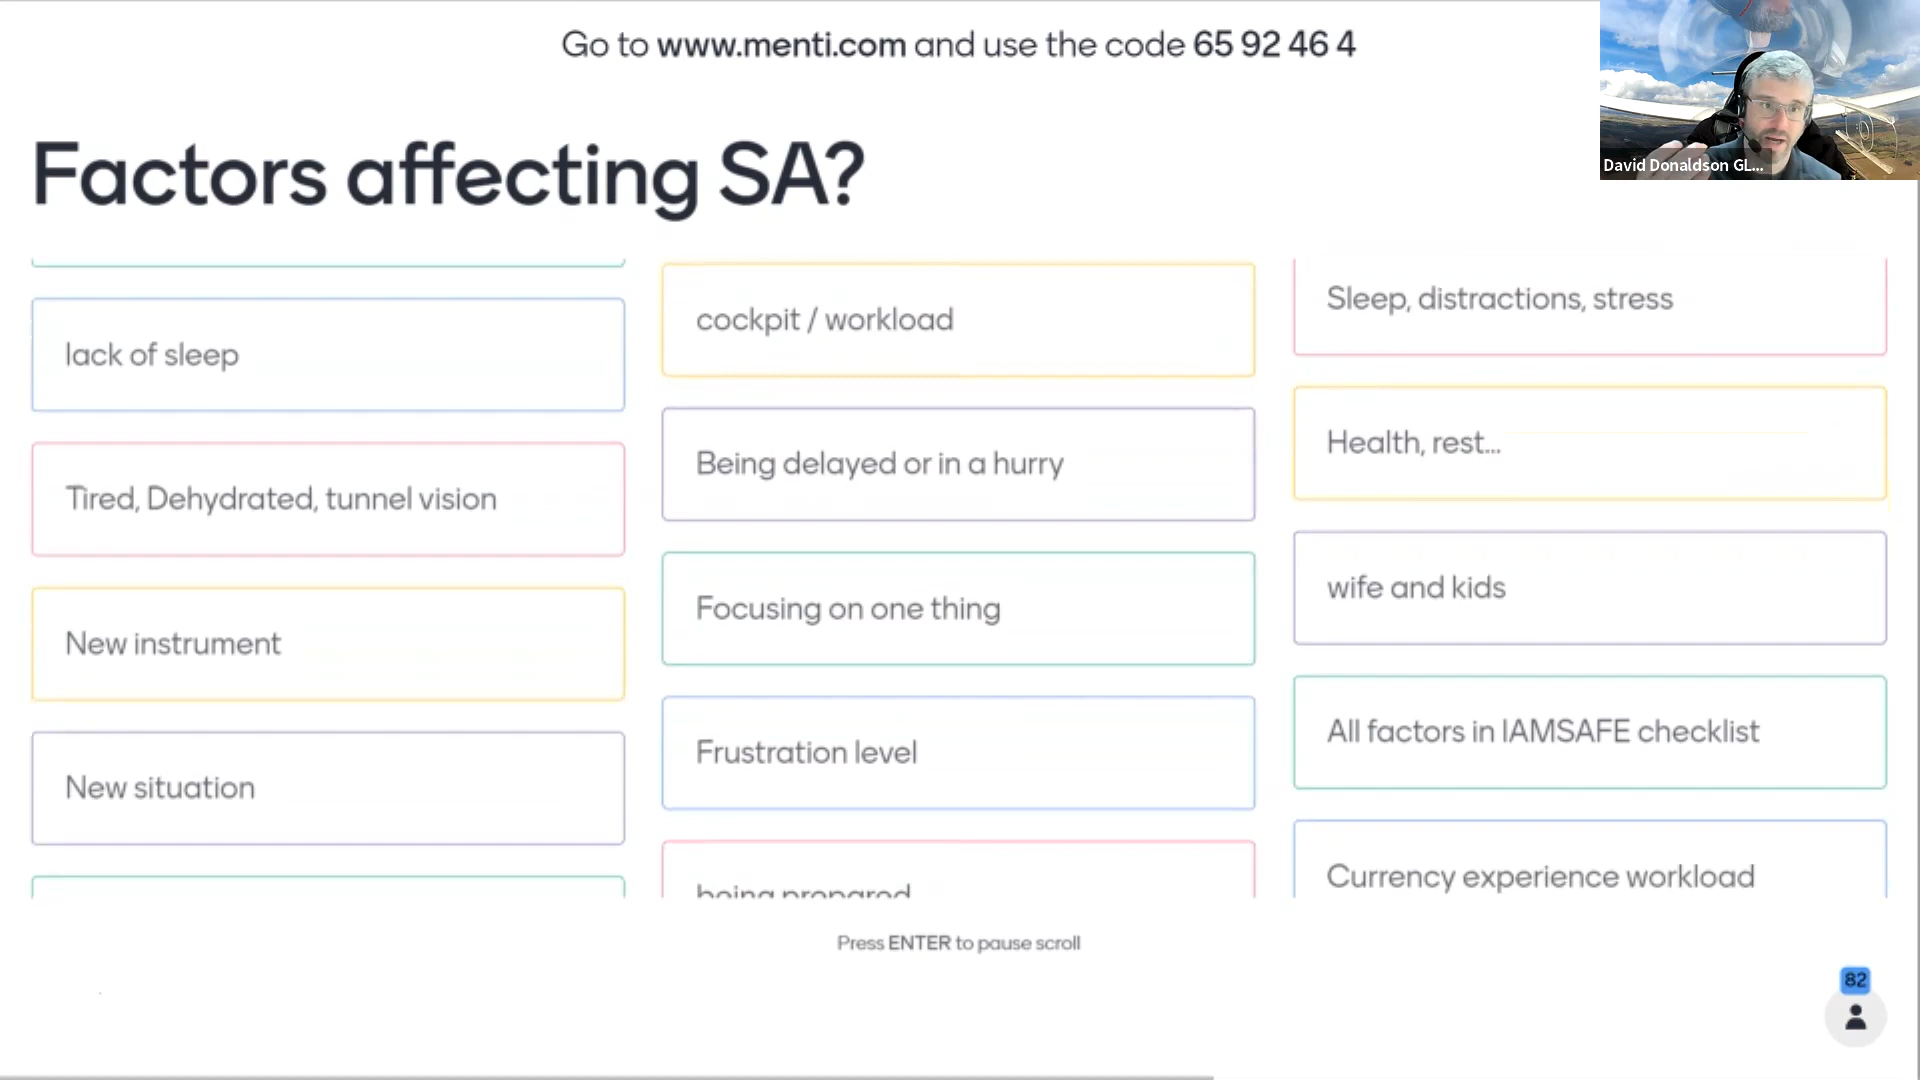 Go to www.menti.com and use the code 65 92 46 4
David Donaldson GL...
Factors affecting SA?
lack of sleep
Tired, Dehydrated, tunnel vision
New instrument
New situation
cockpit / workload
Being delayed or in a hurry
Focusing on one thing
Frustration level
being prepared
Sleep, distractions, stress
Health, rest...
wife and kids
All factors in IAMSAFE checklist
Currency experience workload
Press ENTER to pause scroll
82